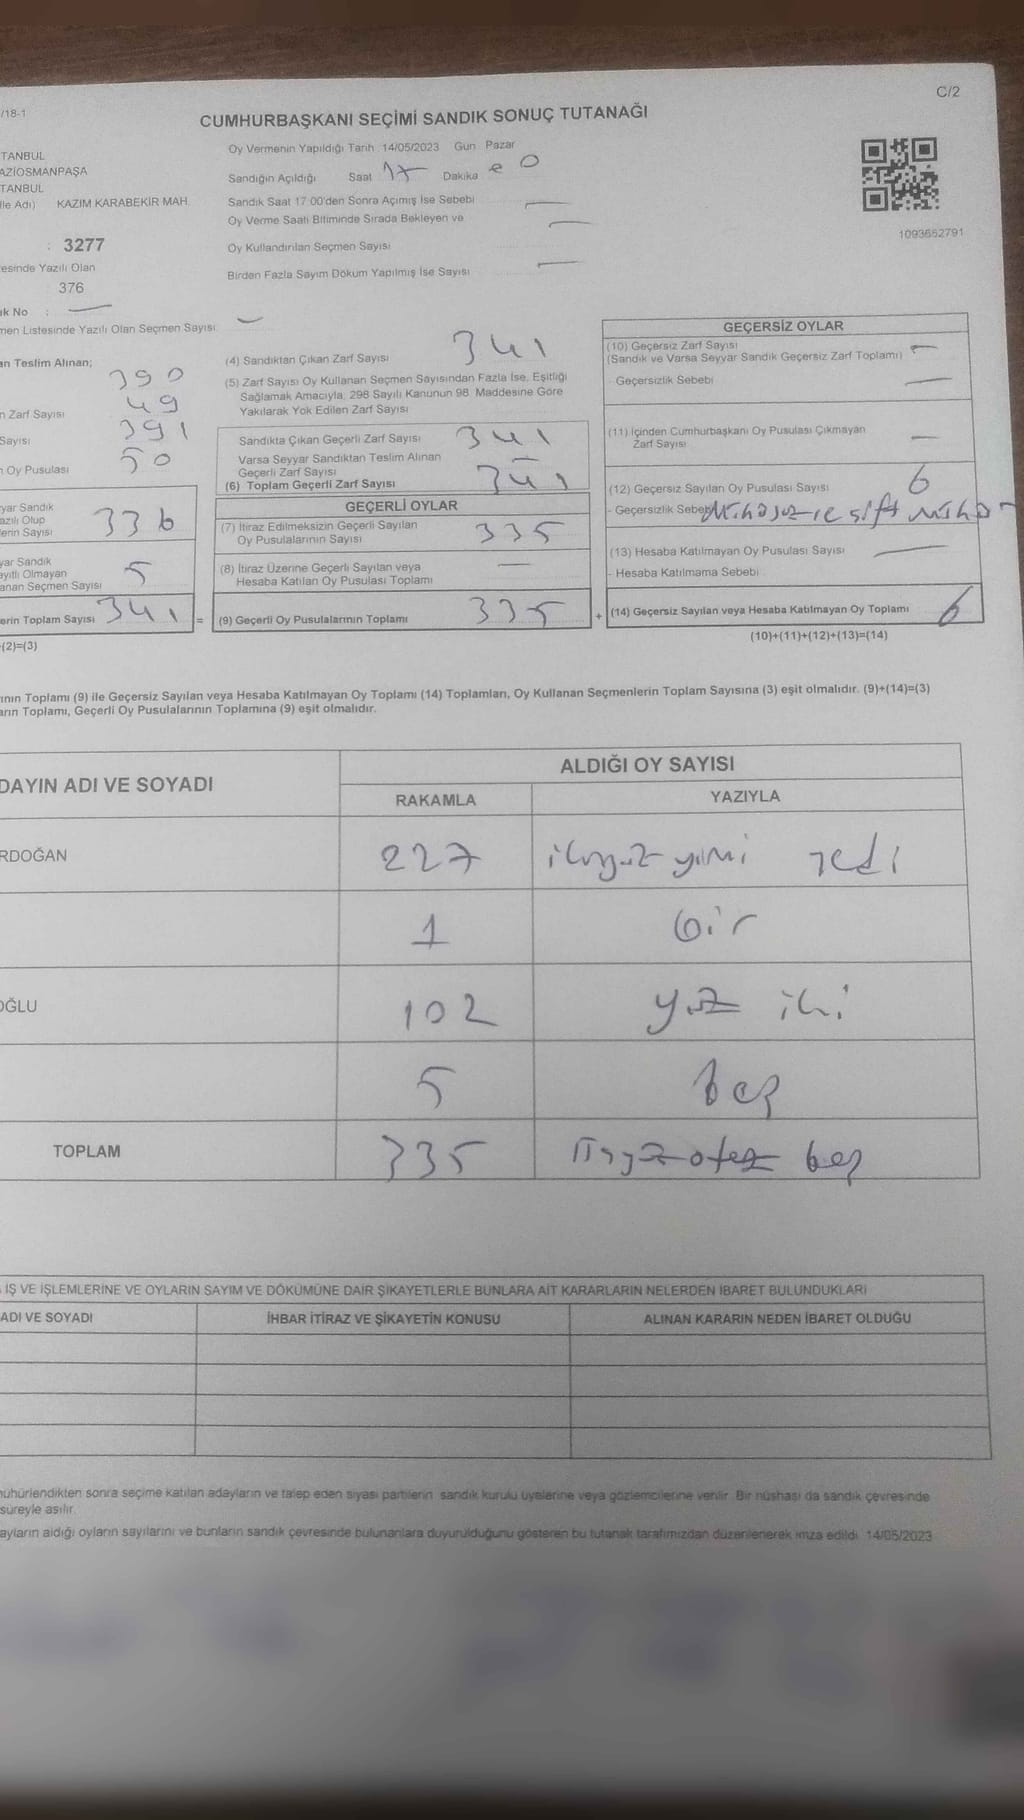 /18-1
C/2
CUMHURBAŞKANI SEÇİMİ SANDIK SONUÇ TUTANAĞI
TANBUL
AZİOSMANPAŞA
TANBUL
lle Adı) KAZIM KARABEKİR MAH.
: 3277
esinde Yazılı Olan
376
ık No : —
men Listesinde Yazılı Olan Seçmen Sayısı: —
Oy Vermenin Yapıldığı Tarih 14/05/2023 Gün Pazar
Sandığın Açıldığı Saat 17 Dakika 0 0
Sandık Saat 17:00'den Sonra Açımış İse Sebebi —
Oy Verme Saati Bitiminde Sırada Bekleyen ve —
Oy Kullandırılan Seçmen Sayısı
Birden Fazla Sayım Döküm Yapılmış İse Sayısı —
1093652791
an Teslim Alınan;
390
n Zarf Sayısı 49
Sayısı 391
n Oy Pusulası 50
yar Sandık
azılı Olup
lerin Sayısı 336
yar Sandık
ayıtlı Olmayan
anan Seçmen Sayısı 5
erin Toplam Sayısı 341 =
(2)=(3)
(4) Sandıktan Çıkan Zarf Sayısı 341
(5) Zarf Sayısı Oy Kullanan Seçmen Sayısından Fazla İse, Eşitliği
Sağlamak Amacıyla, 298 Sayılı Kanunun 98. Maddesine Göre
Yakılarak Yok Edilen Zarf Sayısı
Sandıkta Çıkan Geçerli Zarf Sayısı 341
Varsa Seyyar Sandıktan Teslim Alınan
Geçerli Zarf Sayısı —
(6) Toplam Geçerli Zarf Sayısı 341
GEÇERLİ OYLAR
(7) İtiraz Edilmeksizin Geçerli Sayılan
Oy Pusulalarının Sayısı 335
(8) İtiraz Üzerine Geçerli Sayılan veya
Hesaba Katılan Oy Pusulası Toplamı —
(9) Geçerli Oy Pusulalarının Toplamı 335 +
GEÇERSİZ OYLAR
(10) Geçersiz Zarf Sayısı
(Sandık ve Varsa Seyyar Sandık Geçersiz Zarf Toplamı) —
- Geçersizlik Sebebi —
(11) İçinden Cumhurbaşkanı Oy Pusulası Çıkmayan
Zarf Sayısı —
(12) Geçersiz Sayılan Oy Pusulası Sayısı 6
- Geçersizlik Sebebi
(13) Hesaba Katılmayan Oy Pusulası Sayısı —
- Hesaba Katılmama Sebebi
(14) Geçersiz Sayılan veya Hesaba Katılmayan Oy Toplamı 6
(10)+(11)+(12)+(13)=(14)
ının Toplamı (9) ile Geçersiz Sayılan veya Hesaba Katılmayan Oy Toplamı (14) Toplamları, Oy Kullanan Seçmenlerin Toplam Sayısına (3) eşit olmalıdır. (9)+(14)=(3)
arın Toplamı, Geçerli Oy Pusulalarının Toplamına (9) eşit olmalıdır.
DAYIN ADI VE SOYADI ALDIĞI OY SAYISI
RAKAMLA YAZIYLA
RDOĞAN 227 ikiyüz yirmi yedi
1 bir
OĞLU 102 yüz iki
5 beş
TOPLAM 335 üçyüz otuz beş
İŞ VE İŞLEMLERİNE VE OYLARIN SAYIM VE DÖKÜMÜNE DAİR ŞİKAYETLERLE BUNLARA AİT KARARLARIN NELERDEN İBARET BULUNDUKLARI
ADI VE SOYADI İHBAR İTİRAZ VE ŞİKAYETİN KONUSU ALINAN KARARIN NEDEN İBARET OLDUĞU
mühürlendikten sonra seçime katılan adayların ve talep eden siyasi partilerin sandık kurulu üyelerine veya gözlemcilerine verilir. Bir nüshası da sandık çevresinde
süreyle asılır.
ayların aldığı oyların sayılarını ve bunların sandık çevresinde bulunanlara duyurulduğunu gösteren bu tutanak tarafımızdan düzenlenerek imza edildi. 14/05/2023